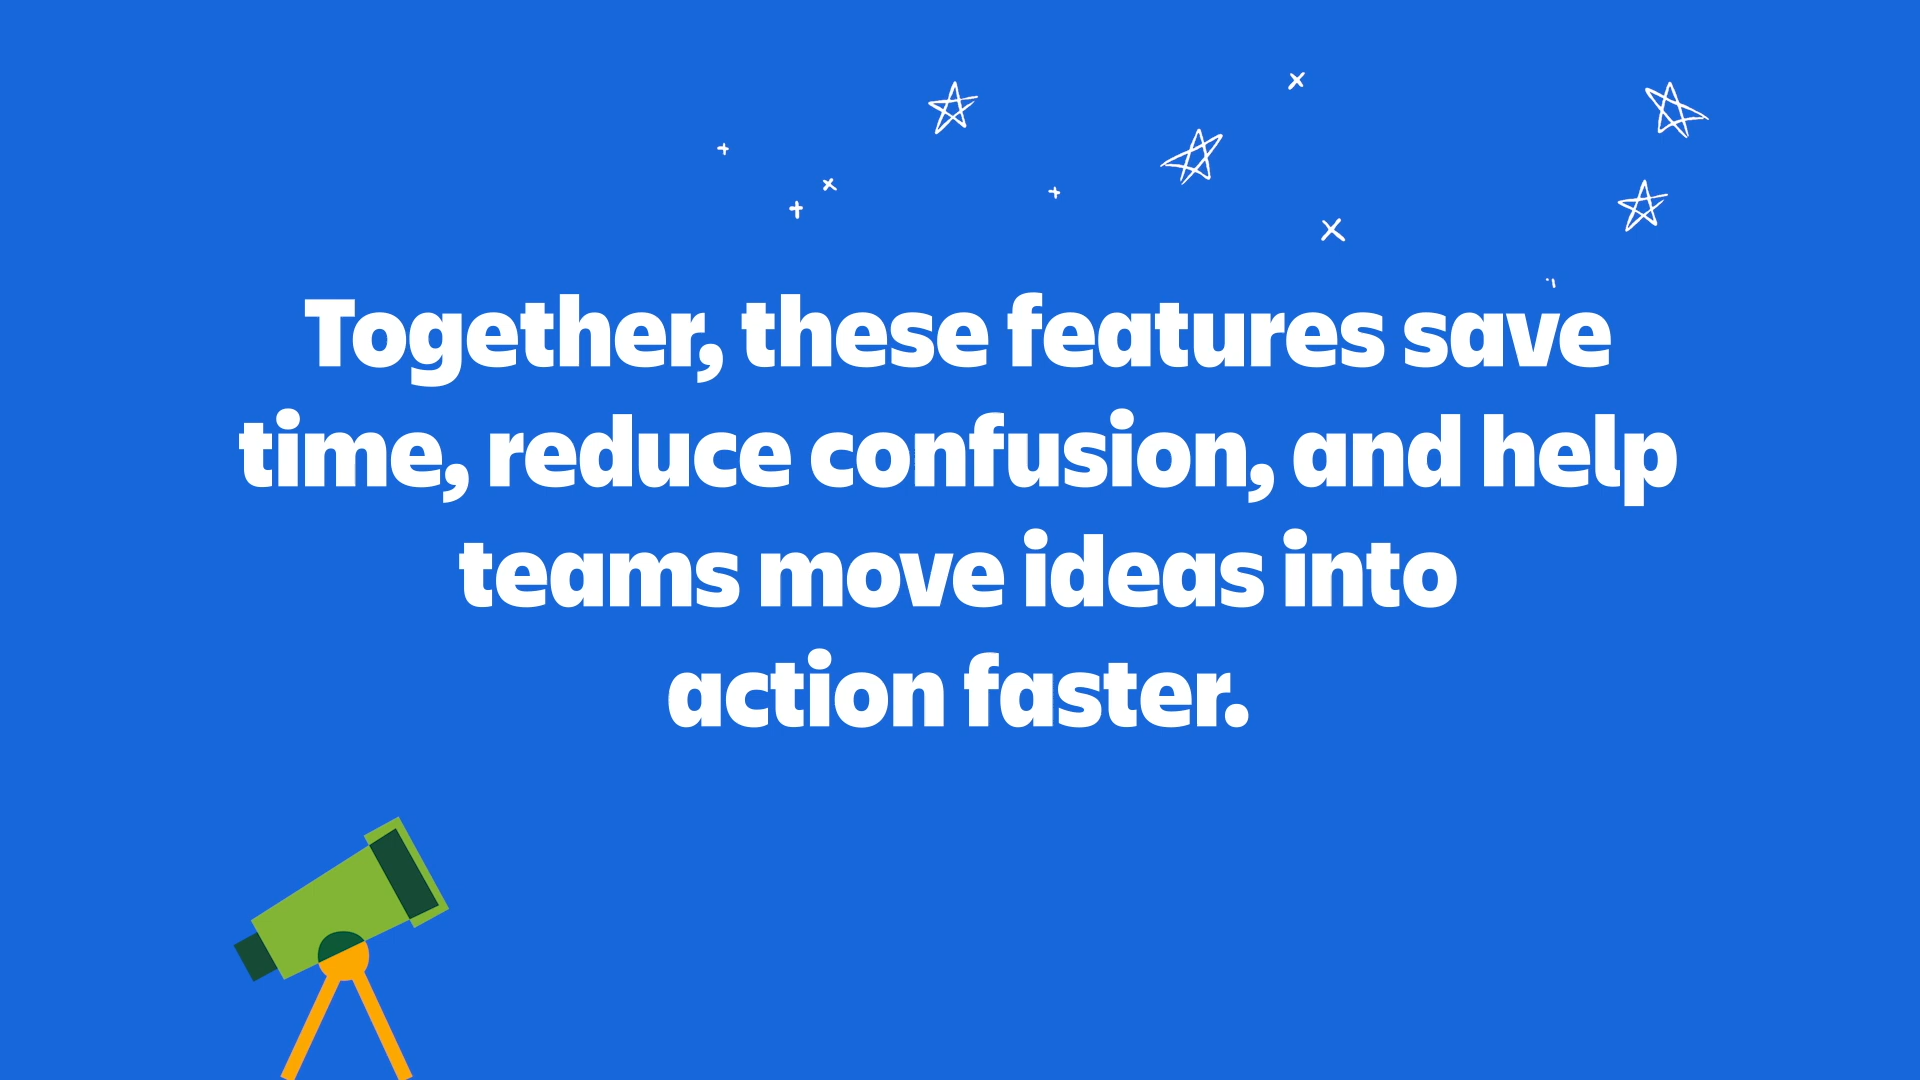 Together, these features save
time, reduce confusion, and help
teams move ideas into
action faster.